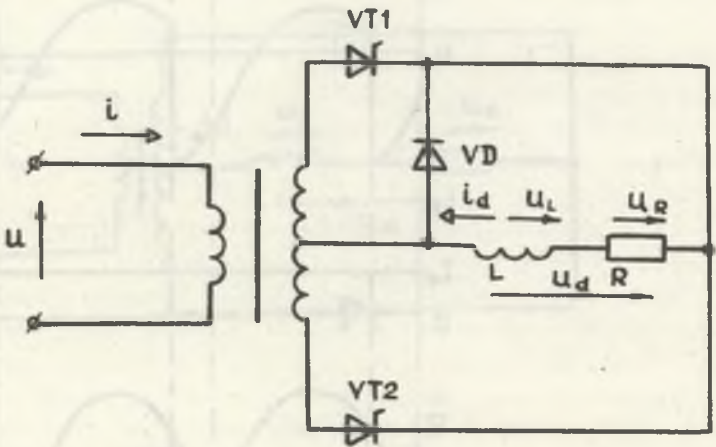 VT1
i
VD
i_d u_L u_R
u
L u_d R
VT2